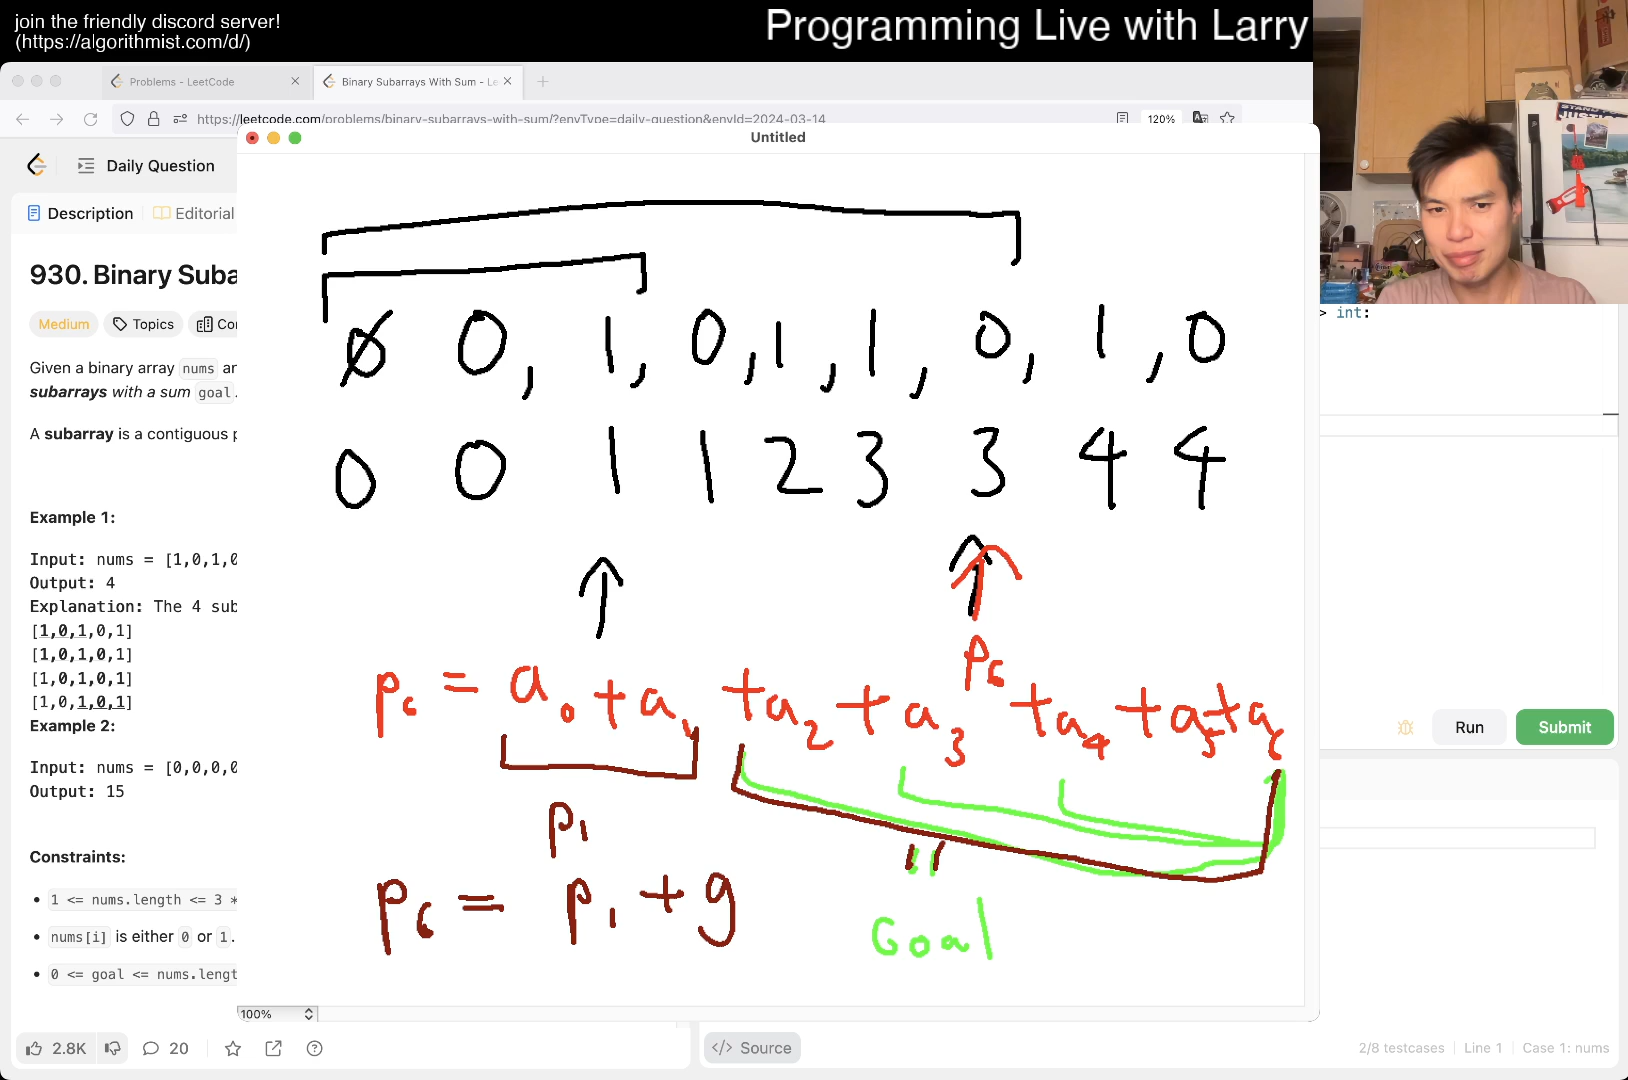 join the friendly discord server!
(https://algorithmist.com/d/)
Programming Live with Larry
Problems - LeetCode
Binary Subarrays With Sum - Le
https://leetcode.com/problems/binary-subarrays-with-sum/?envType=daily-question&envId=2024-03-14
120%
Untitled
Daily Question
Description
Editorial
930. Binary Suba
Medium
Topics
Co
Given a binary array nums ar
subarrays with a sum goal.
A subarray is a contiguous p
Example 1:
Input: nums = [1,0,1,0
Output: 4
Explanation: The 4 sub
[1,0,1,0,1]
[1,0,1,0,1]
[1,0,1,0,1]
[1,0,1,0,1]
Example 2:
Input: nums = [0,0,0,0
Output: 15
Constraints:
1 <= nums.length <= 3 *
nums[i] is either 0 or 1.
0 <= goal <= nums.lengt
0 0, 1, 0, 1, 1, 0, 1, 0
0 0 1 1 2 3 3 4 4
P6
P6 = a0 + a1 + a2 + a3 + a4 + a5 + a6
P1
P6 = P1 + g
Goal
100%
> int:
Run
Submit
2.8K
20
Source
2/8 testcases
Line 1
Case 1: nums